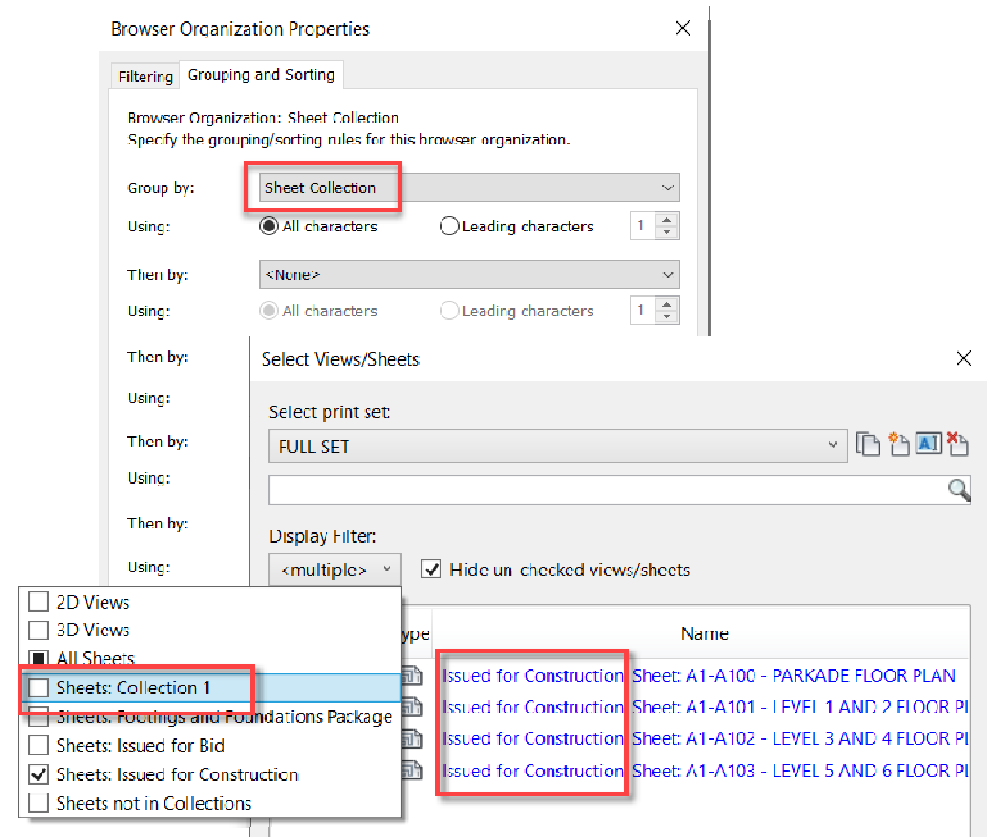 Browser Organization Properties
Filtering
Grouping and Sorting
Browser Organization: Sheet Collection
Specify the grouping/sorting rules for this browser organization.
Group by:
Sheet Collection
Using:
All characters
Leading characters
1
Then by:
<None>
Using:
All characters
Leading characters
1
Then by:
Using:
Then by:
Using:
Then by:
Using:
Select Views/Sheets
Select print set:
FULL SET
Display Filter:
<multiple>
Hide un-checked views/sheets
2D Views
3D Views
All Sheets
Sheets: Collection 1
Sheets: Footings and Foundations Package
Sheets: Issued for Bid
Sheets: Issued for Construction
Sheets not in Collections
ype
Name
Issued for Construction Sheet: A1-A100 - PARKADE FLOOR PLAN
Issued for Construction Sheet: A1-A101 - LEVEL 1 AND 2 FLOOR PL
Issued for Construction Sheet: A1-A102 - LEVEL 3 AND 4 FLOOR PL
Issued for Construction Sheet: A1-A103 - LEVEL 5 AND 6 FLOOR PL